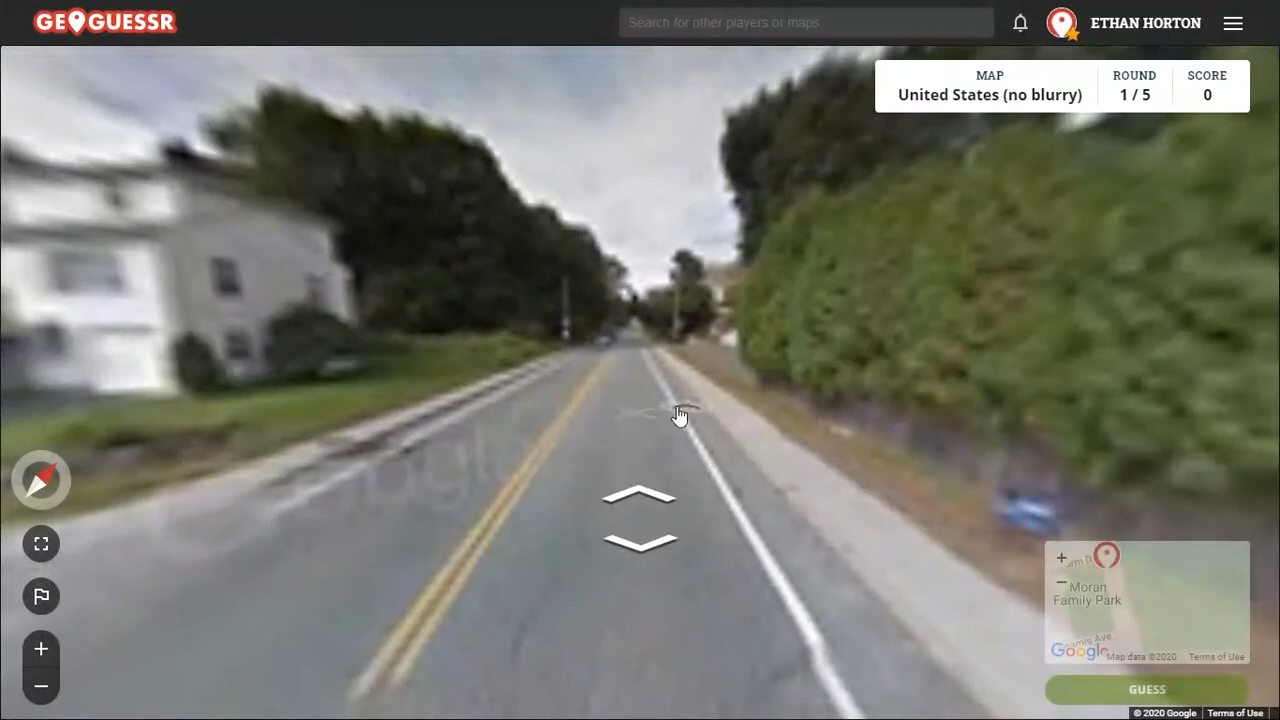 GEOGUESSR
Search for other players or maps
ETHAN HORTON
MAP
United States (no blurry)
ROUND
1 / 5
SCORE
0
Google
+
−
Moran
Family Park
Google
Map data ©2020
Terms of Use
+
−
GUESS
© 2020 Google
Terms of Use